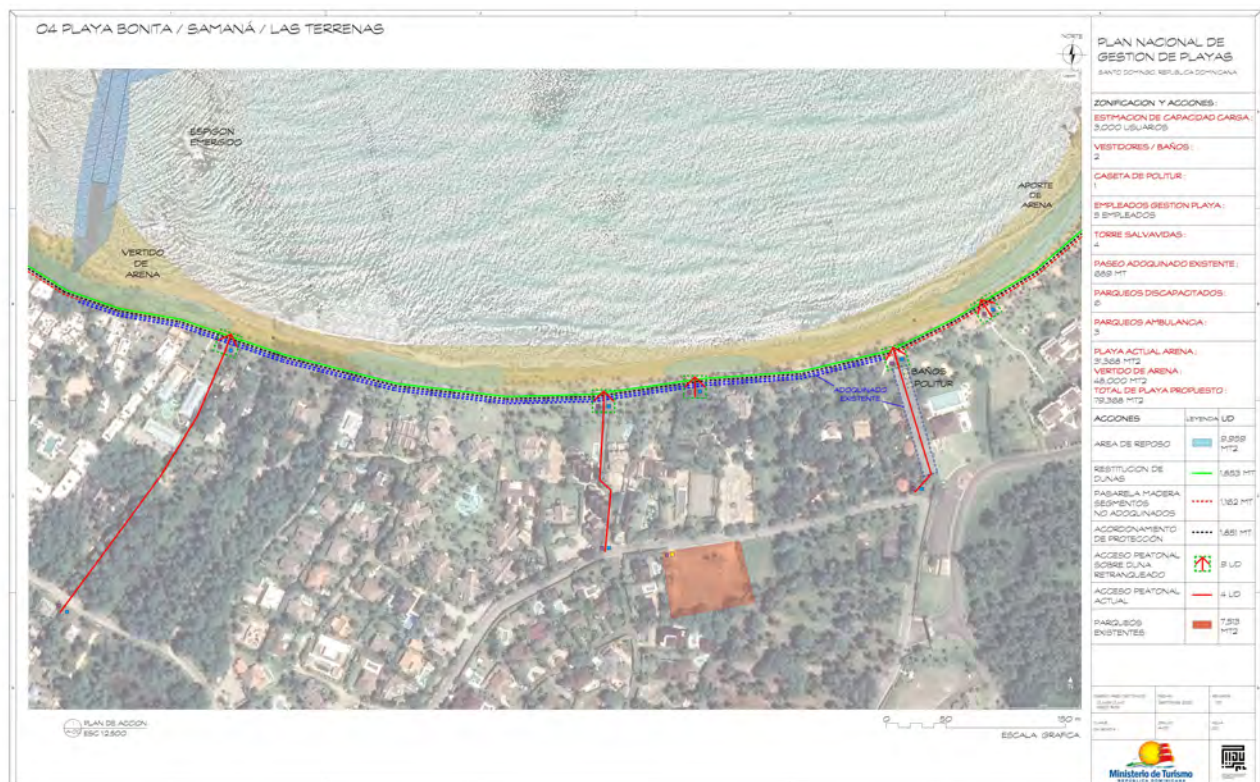 04 PLAYA BONITA / SAMANÁ / LAS TERRENAS
NORTE
ESPIGON
EMERGIDO
VERTIDO
DE
ARENA
APORTE
DE
ARENA
BAÑOS
POLITUR
ADOQUINADO
EXISTENTE
PLAN DE ACCION
ESC 1:2,500
0 50 150 m
ESCALA GRAFICA
PLAN NACIONAL DE
GESTION DE PLAYAS
SANTO DOMINGO, REPUBLICA DOMINICANA
ZONIFICACION Y ACCIONES:
ESTIMACION DE CAPACIDAD CARGA:
3,000 USUARIOS
VESTIDORES / BAÑOS:
2
CASETA DE POLITUR:
1
EMPLEADOS GESTION PLAYA:
5 EMPLEADOS
TORRE SALVAVIDAS:
4
PASEO ADOQUINADO EXISTENTE:
689 MT
PARQUEOS DISCAPACITADOS:
6
PARQUEOS AMBULANCIA:
3
PLAYA ACTUAL ARENA:
31,368 MT2
VERTIDO DE ARENA:
48,000 MT2
TOTAL DE PLAYA PROPUESTO:
79,368 MT2
ACCIONES LEYENDA UD
AREA DE REPOSO 9,959 MT2
RESTITUCION DE
DUNAS 1,853 MT
PASARELA MADERA
SEGMENTOS
NO ADOQUINADOS 1,162 MT
ACORDONAMIENTO
DE PROTECCIÓN 1,851 MT
ACCESO PEATONAL
SOBRE DUNA
RETRANQUEADO 9 UD
ACCESO PEATONAL
ACTUAL 4 UD
PARQUEOS
EXISTENTES 7,513 MT2
Ministerio de Turismo
REPÚBLICA DOMINICANA